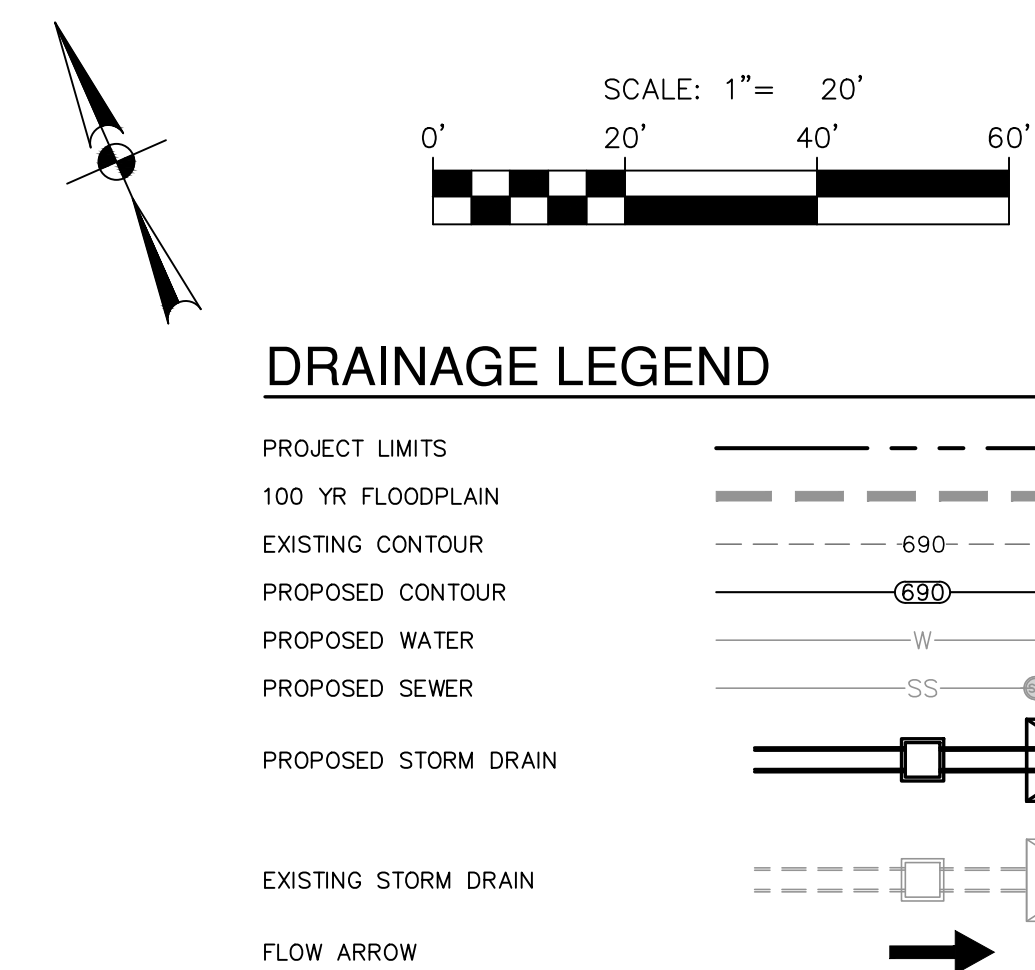 SCALE: 1”= 20’
0’ 20’ 40’ 60’
DRAINAGE LEGEND
PROJECT LIMITS
100 YR FLOODPLAIN
EXISTING CONTOUR 690
PROPOSED CONTOUR 690
PROPOSED WATER W
PROPOSED SEWER SS
PROPOSED STORM DRAIN
EXISTING STORM DRAIN
FLOW ARROW